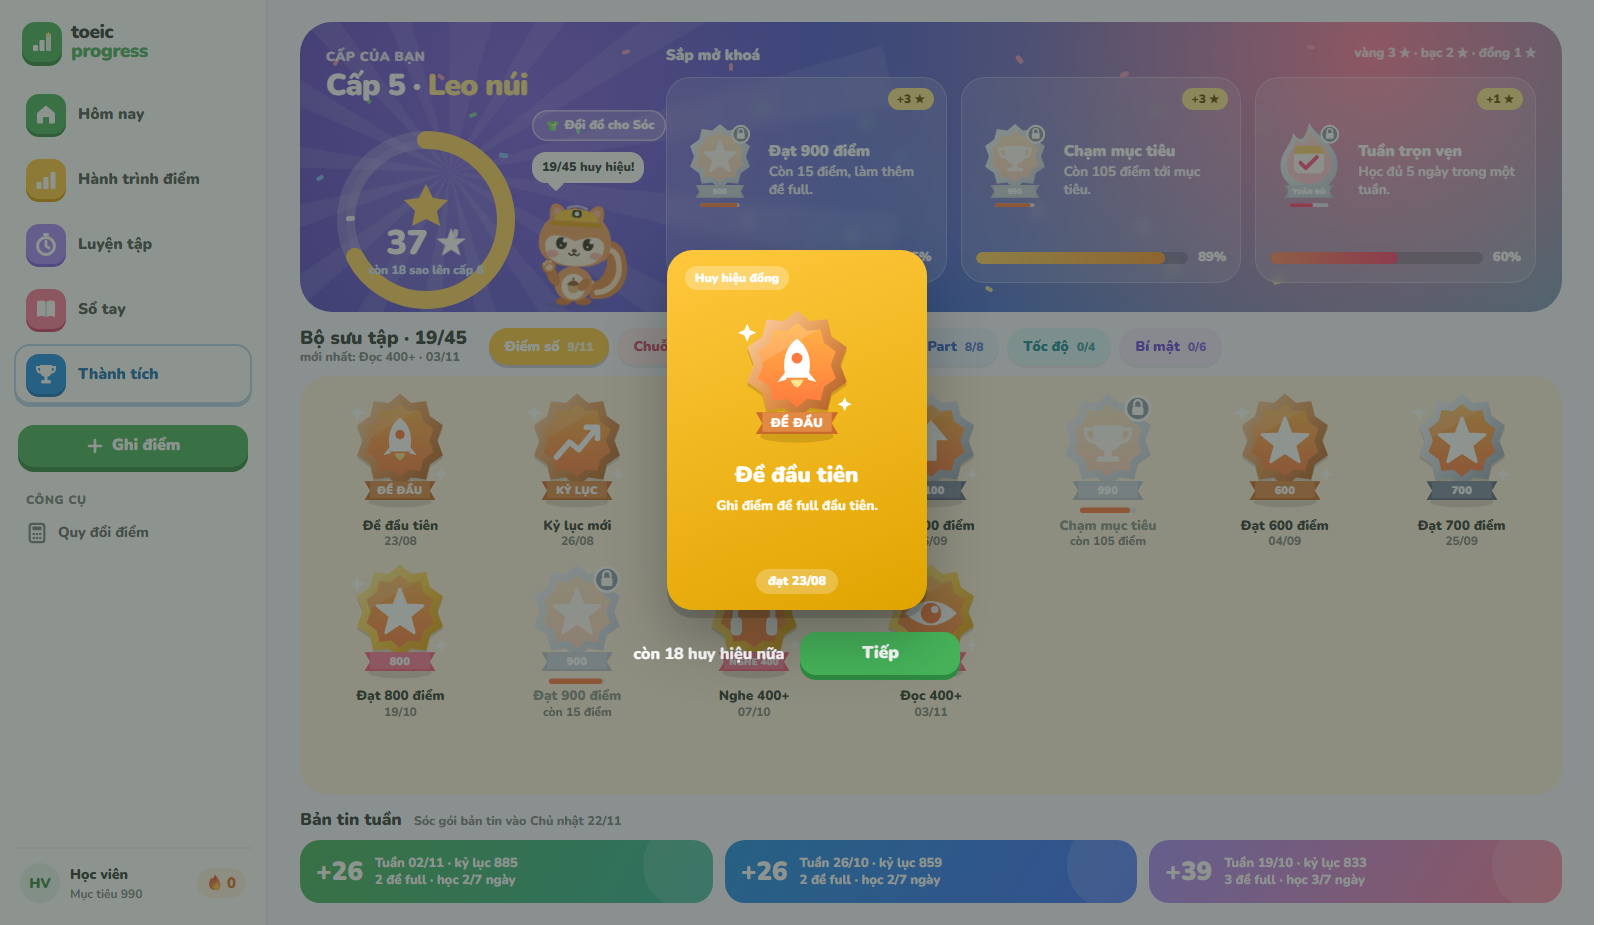 toeic
progress
Hôm nay
Hành trình điểm
Luyện tập
Sổ tay
Thành tích
+ Ghi điểm
CÔNG CỤ
Quy đổi điểm
HV
Học viên
Mục tiêu 990
0
CẤP CỦA BẠN
Cấp 5 · Leo núi
Đổi đồ cho Sóc
19/45 huy hiệu!
37 ★
còn 18 sao lên cấp 6
Sắp mở khoá
vàng 3 ★ · bạc 2 ★ · đồng 1 ★
+3 ★
900
Đạt 900 điểm
Còn 15 điểm, làm thêm
đề full.
+3 ★
990
Chạm mục tiêu
Còn 105 điểm tới mục
tiêu.
89%
+1 ★
TUẦN ĐỦ
Tuần trọn vẹn
Học đủ 5 ngày trong một
tuần.
60%
Bộ sưu tập · 19/45
mới nhất: Đọc 400+ · 03/11
Điểm số 9/11
Part 8/8
Tốc độ 0/4
Bí mật 0/6
Huy hiệu đồng
ĐỀ ĐẦU
Đề đầu tiên
Ghi điểm đề full đầu tiên.
đạt 23/08
còn 18 huy hiệu nữa
Tiếp
ĐỀ ĐẦU
Đề đầu tiên
23/08
KỶ LỤC
Kỷ lục mới
26/08
990
Chạm mục tiêu
còn 105 điểm
600
Đạt 600 điểm
04/09
700
Đạt 700 điểm
25/09
800
Đạt 800 điểm
19/10
900
Đạt 900 điểm
còn 15 điểm
NGHE 400
Nghe 400+
07/10
Đọc 400+
03/11
Bản tin tuần
Sóc gói bản tin vào Chủ nhật 22/11
+26
Tuần 02/11 · kỷ lục 885
2 đề full · học 2/7 ngày
+26
Tuần 26/10 · kỷ lục 859
2 đề full · học 2/7 ngày
+39
Tuần 19/10 · kỷ lục 833
3 đề full · học 3/7 ngày